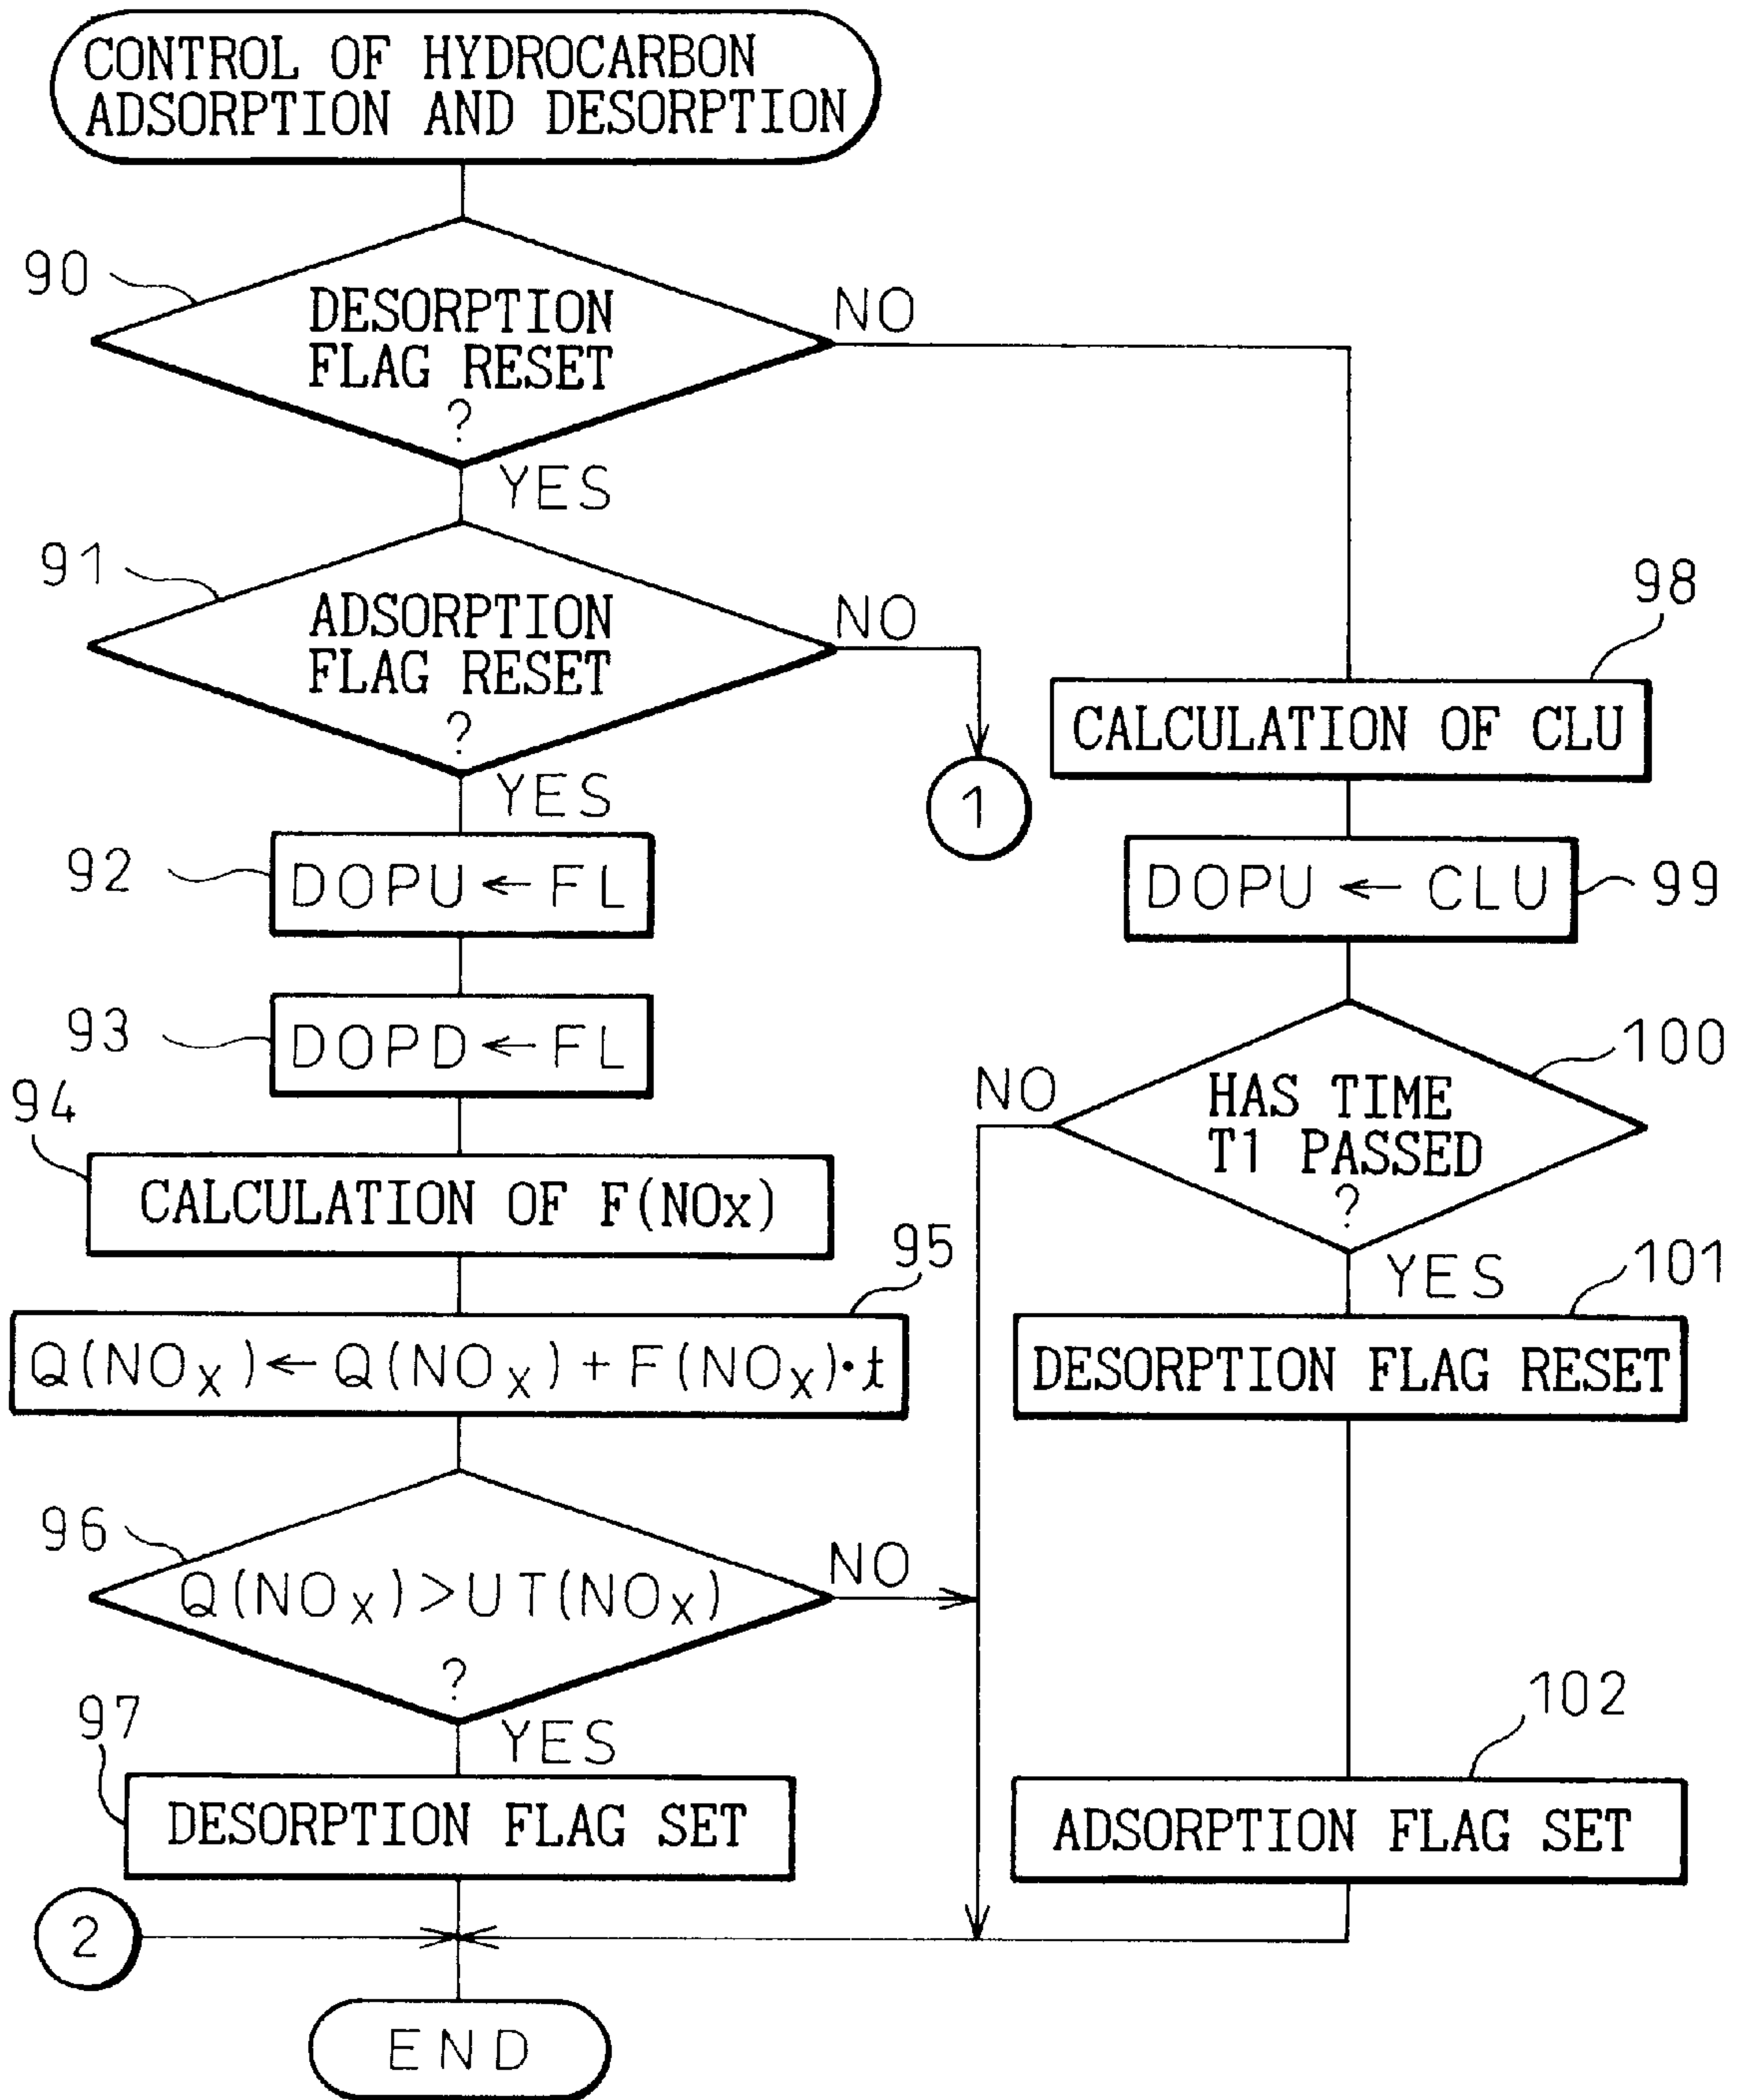 CONTROL OF HYDROCARBON
ADSORPTION AND DESORPTION
90
DESORPTION
FLAG RESET
?
NO
YES
91
ADSORPTION
FLAG RESET
?
NO
1
YES
92
DOPU ← FL
93
DOPD ← FL
94
CALCULATION OF F(NOx)
95
Q(NOx) ← Q(NOx) + F(NOx)·t
96
Q(NOx) > UT(NOx)
?
NO
YES
97
DESORPTION FLAG SET
2
END
98
CALCULATION OF CLU
DOPU ← CLU
99
100
HAS TIME
T1 PASSED
?
NO
YES
101
DESORPTION FLAG RESET
102
ADSORPTION FLAG SET